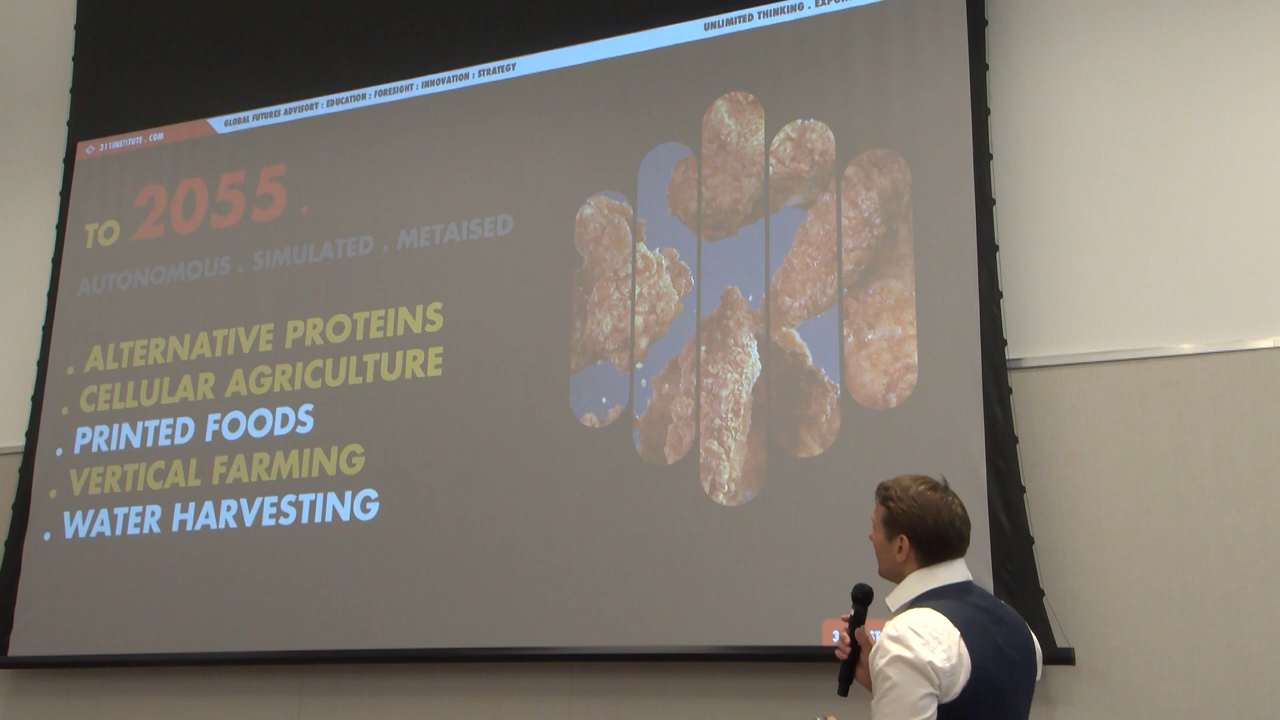 UNLIMITED THINKING .
311INSTITUTE . COM
GLOBAL FUTURES ADVISORY : EDUCATION : FORESIGHT : INNOVATION : STRATEGY
TO 2055 .
AUTONOMOUS . SIMULATED . METAISED
. ALTERNATIVE PROTEINS
. CELLULAR AGRICULTURE
. PRINTED FOODS
. VERTICAL FARMING
. WATER HARVESTING